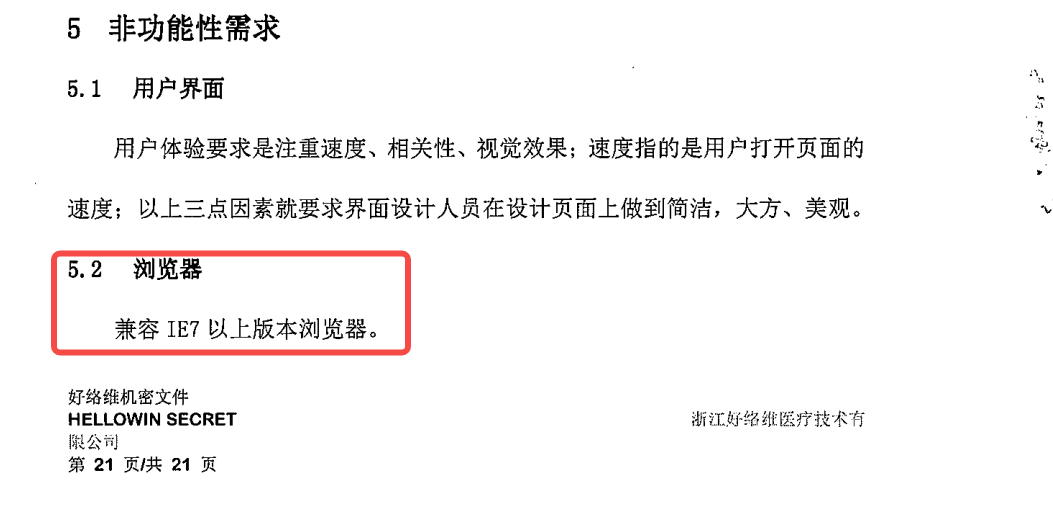 5 非功能性需求
5.1 用户界面
用户体验要求是注重速度、相关性、视觉效果；速度指的是用户打开页面的
速度；以上三点因素就要求界面设计人员在设计页面上做到简洁，大方、美观。
5.2 浏览器
兼容 IE7 以上版本浏览器。
好络维机密文件
HELLOWIN SECRET
浙江好络维医疗技术有
限公司
第 21 页/共 21 页